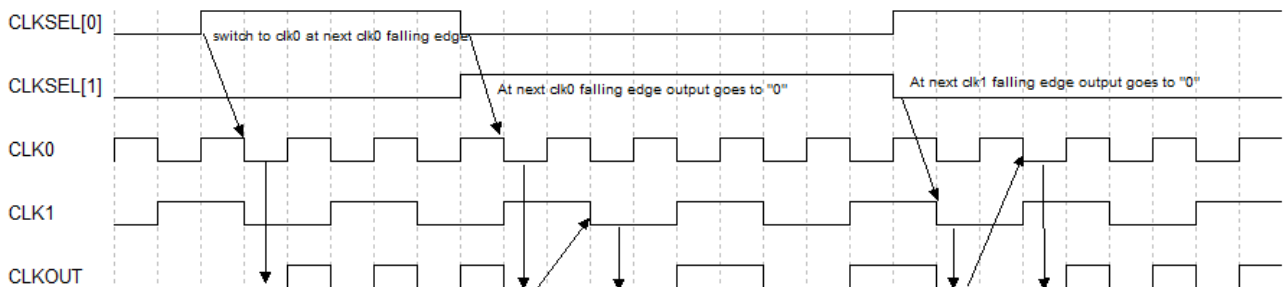 CLKSEL[0]
switch to clk0 at next clk0 falling edge
CLKSEL[1]
At next clk0 falling edge output goes to "0"
At next clk1 falling edge output goes to "0"
CLK0
CLK1
CLKOUT